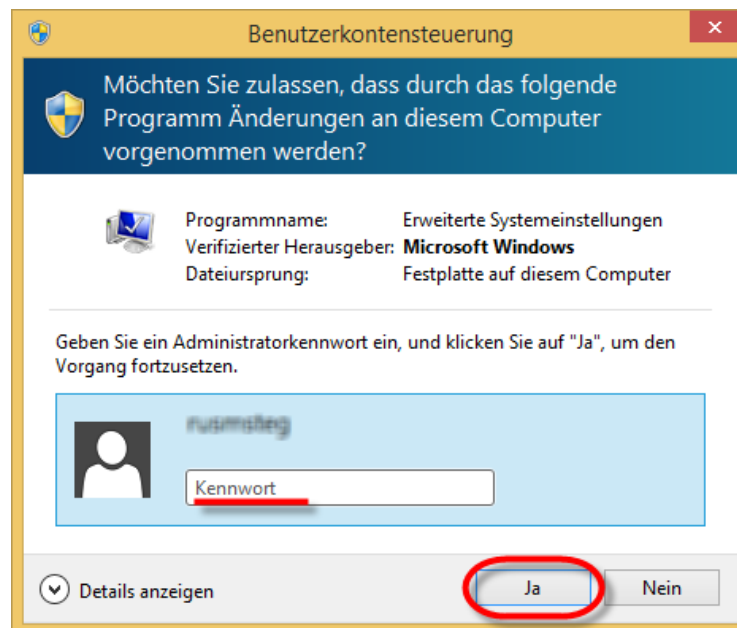 Benutzerkontensteuerung
Möchten Sie zulassen, dass durch das folgende
Programm Änderungen an diesem Computer
vorgenommen werden?
Programmname: Erweiterte Systemeinstellungen
Verifizierter Herausgeber: Microsoft Windows
Dateiursprung: Festplatte auf diesem Computer
Geben Sie ein Administratorkennwort ein, und klicken Sie auf "Ja", um den
Vorgang fortzusetzen.
Kennwort
Details anzeigen Ja Nein